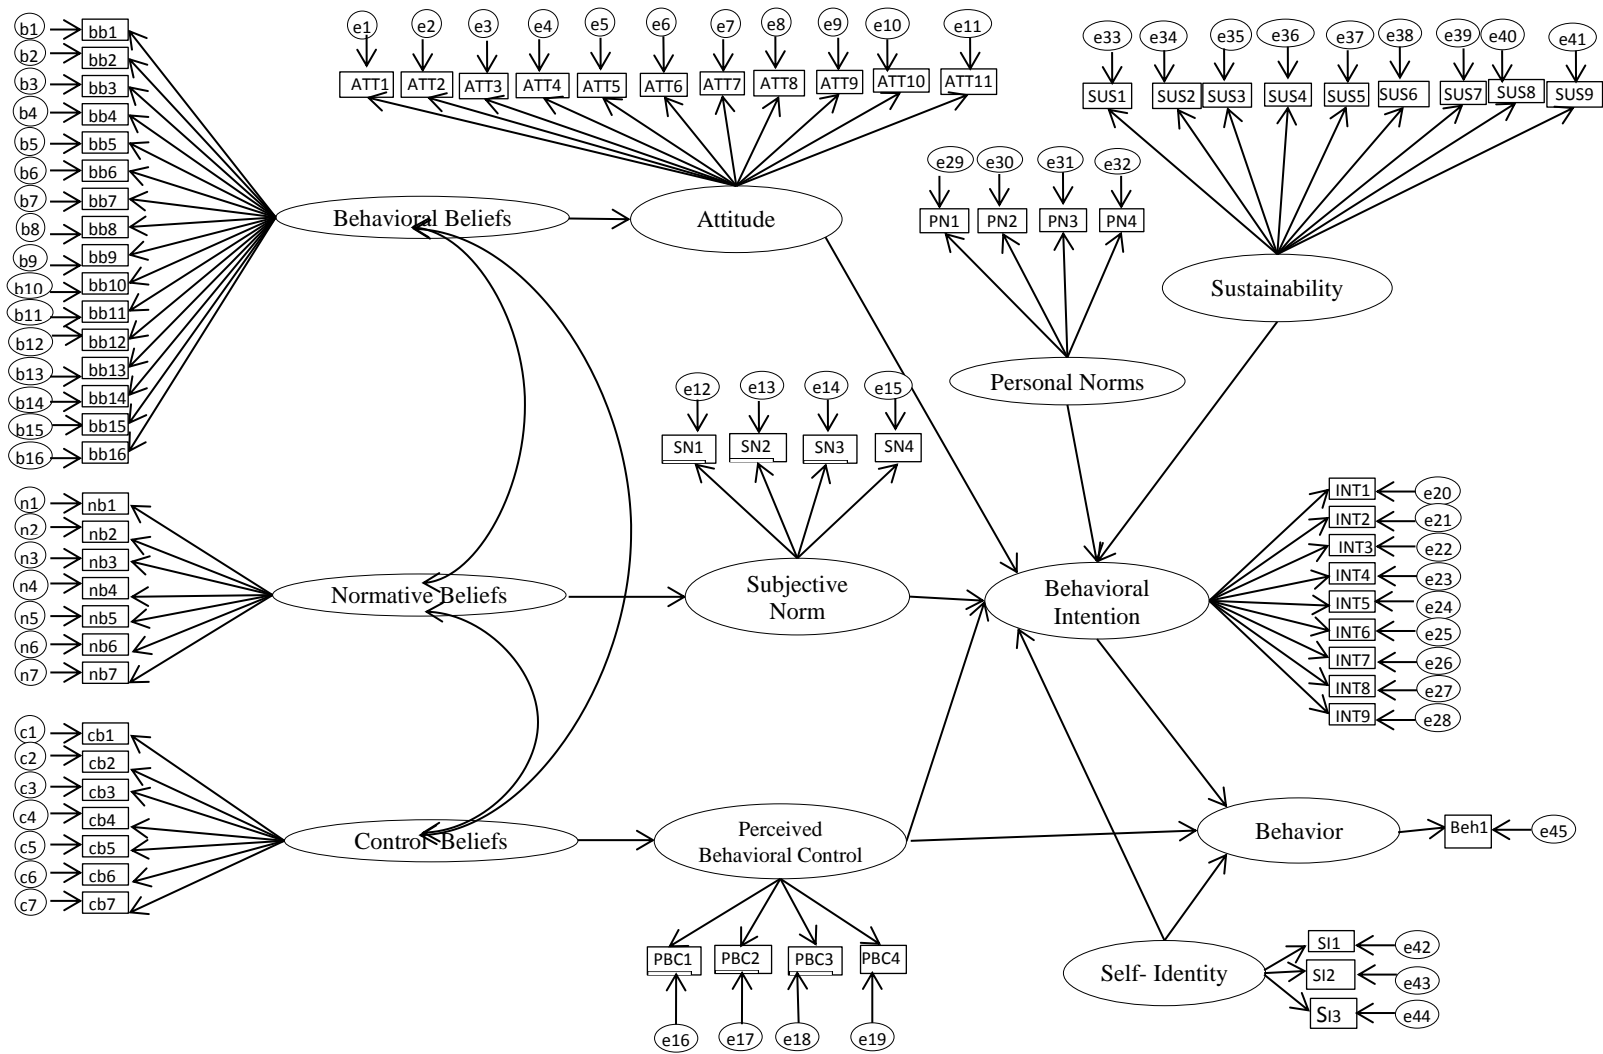 b1 bb1
b2 bb2
b3 bb3
b4 bb4
b5 bb5
b6 bb6
b7 bb7
b8 bb8
b9 bb9
b10 bb10
b11 bb11
b12 bb12
b13 bb13
b14 bb14
b15 bb15
b16 bb16
Behavioral Beliefs
e1 e2 e3 e4 e5 e6 e7 e8 e9 e10 e11
ATT1 ATT2 ATT3 ATT4 ATT5 ATT6 ATT7 ATT8 ATT9 ATT10 ATT11
Attitude
e33 e34 e35 e36 e37 e38 e39 e40 e41
SUS1 SUS2 SUS3 SUS4 SUS5 SUS6 SUS7 SUS8 SUS9
Sustainability
e29 e30 e31 e32
PN1 PN2 PN3 PN4
Personal Norms
e12 e13 e14 e15
SN1 SN2 SN3 SN4
Subjective
Norm
n1 nb1
n2 nb2
n3 nb3
n4 nb4
n5 nb5
n6 nb6
n7 nb7
Normative Beliefs
Behavioral
Intention
INT1 e20
INT2 e21
INT3 e22
INT4 e23
INT5 e24
INT6 e25
INT7 e26
INT8 e27
INT9 e28
c1 cb1
c2 cb2
c3 cb3
c4 cb4
c5 cb5
c6 cb6
c7 cb7
Control Beliefs
Perceived
Behavioral Control
PBC1 PBC2 PBC3 PBC4
e16 e17 e18 e19
Behavior
Beh1 e45
Self- Identity
SI1 e42
SI2 e43
SI3 e44